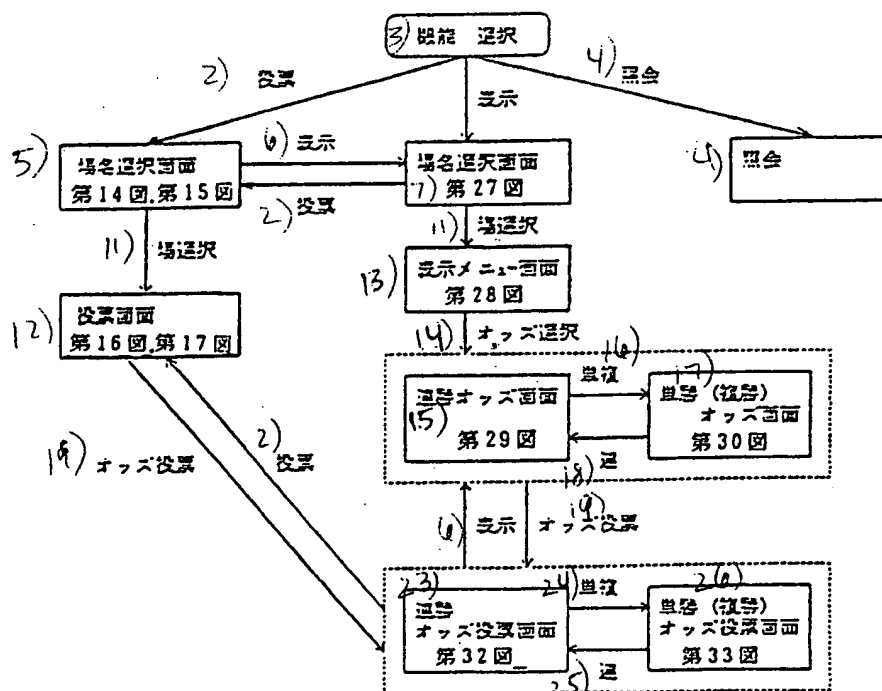 3) 機能 選択
2) 投票
表示
4) 照会
5) 場名選択画面
第14図,第15図
6) 表示
2) 投票
場名選択画面
7) 第27図
4) 照会
11) 場選択
11) 場選択
13) 表示メニュー画面
第28図
12) 投票画面
第16図,第17図
14) オッズ選択
連勝オッズ画面
15) 第29図
16) 単複
17) 単勝(複勝)
オッズ画面
第30図
18) 連
19) オッズ投票
2) 投票
6) 表示
19) オッズ投票
23) 連勝
オッズ投票画面
第32図
24) 単複
26) 単勝(複勝)
オッズ投票画面
第33図
25) 連